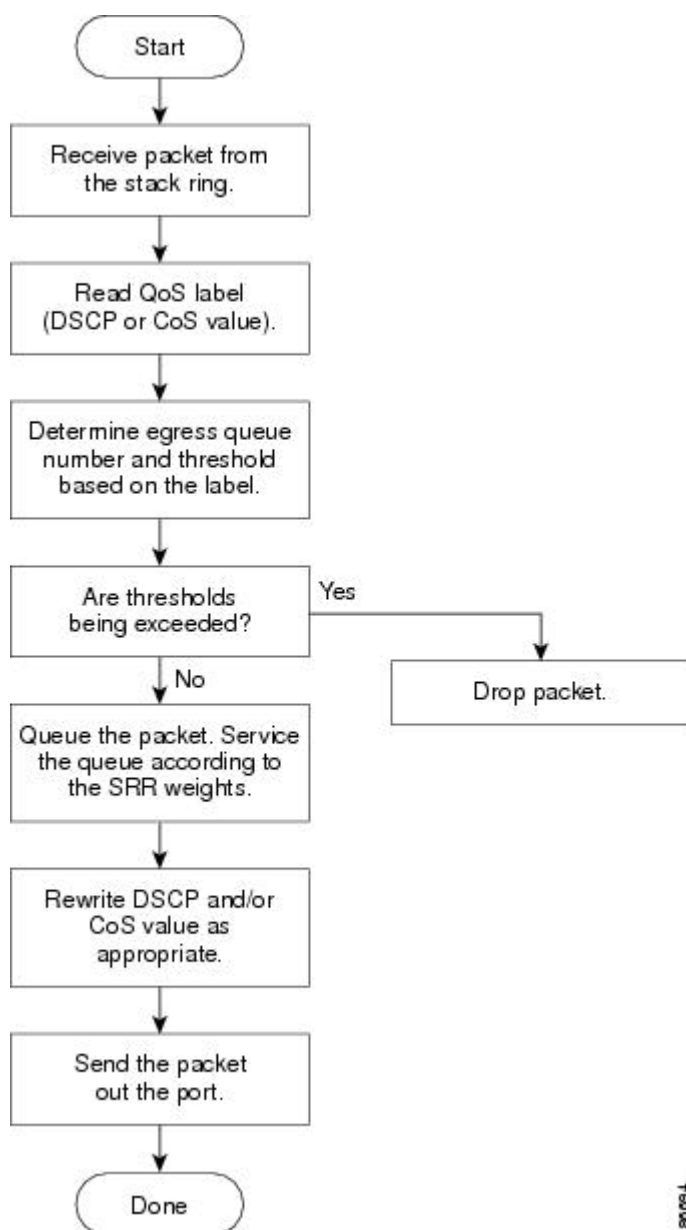 Start
Receive packet from
the stack ring.
Read QoS label
(DSCP or CoS value).
Determine egress queue
number and threshold
based on the label.
Are thresholds
being exceeded?
Yes
No
Drop packet.
Queue the packet. Service
the queue according to
the SRR weights.
Rewrite DSCP and/or
CoS value as
appropriate.
Send the packet
out the port.
Done